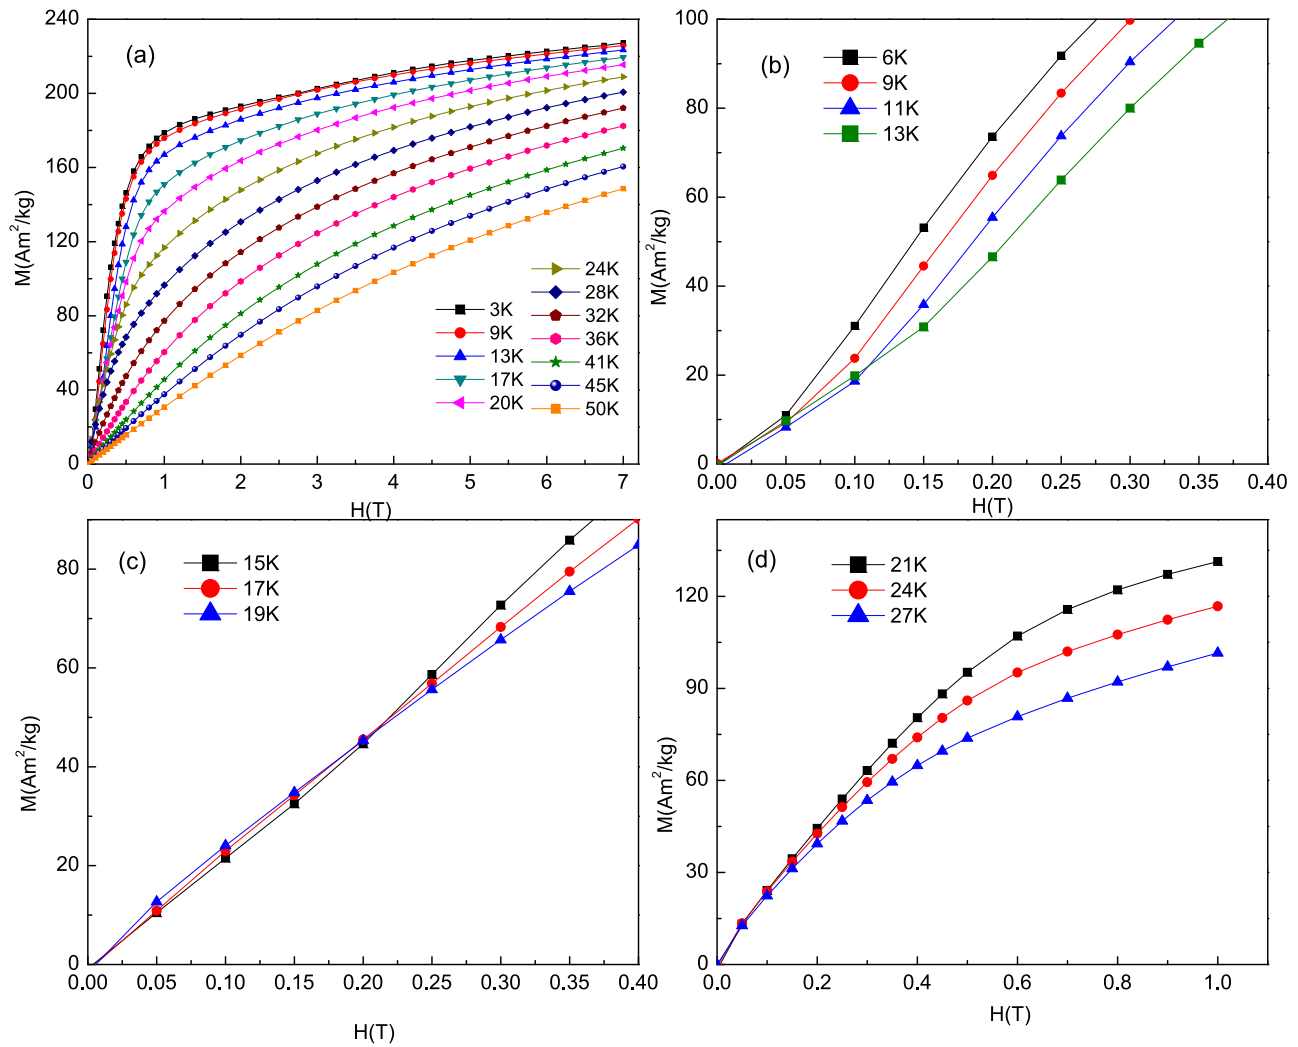 (a)
240
200
160
120
80
40
0
M(Am²/kg)
3K
9K
13K
17K
20K
24K
28K
32K
36K
41K
45K
50K
0 1 2 3 4 5 6 7
H(T)
(b)
100
80
60
40
20
0
M(Am²/kg)
6K
9K
11K
13K
0.00 0.05 0.10 0.15 0.20 0.25 0.30 0.35 0.40
H(T)
(c)
80
60
40
20
0
M(Am²/kg)
15K
17K
19K
0.00 0.05 0.10 0.15 0.20 0.25 0.30 0.35 0.40
H(T)
(d)
120
90
60
30
0
M(Am²/kg)
21K
24K
27K
0.0 0.2 0.4 0.6 0.8 1.0
H(T)